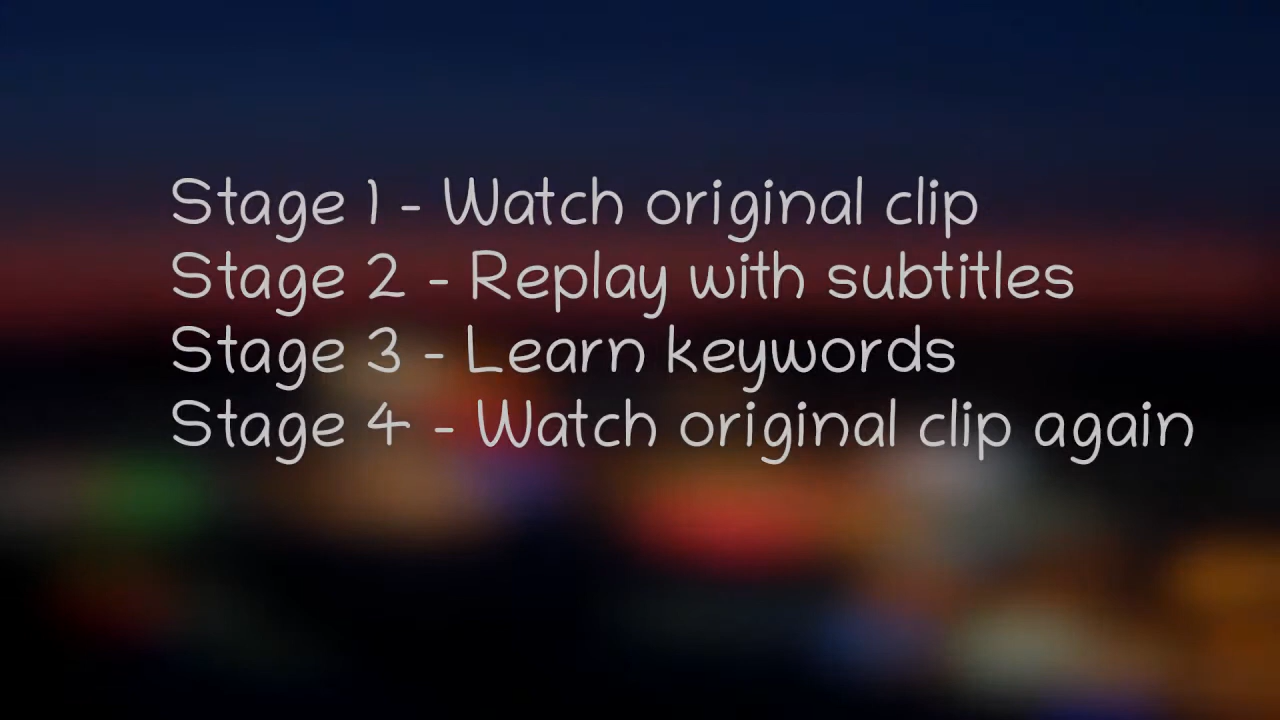 Stage 1 - Watch original clip
Stage 2 - Replay with subtitles
Stage 3 - Learn keywords
Stage 4 - Watch original clip again